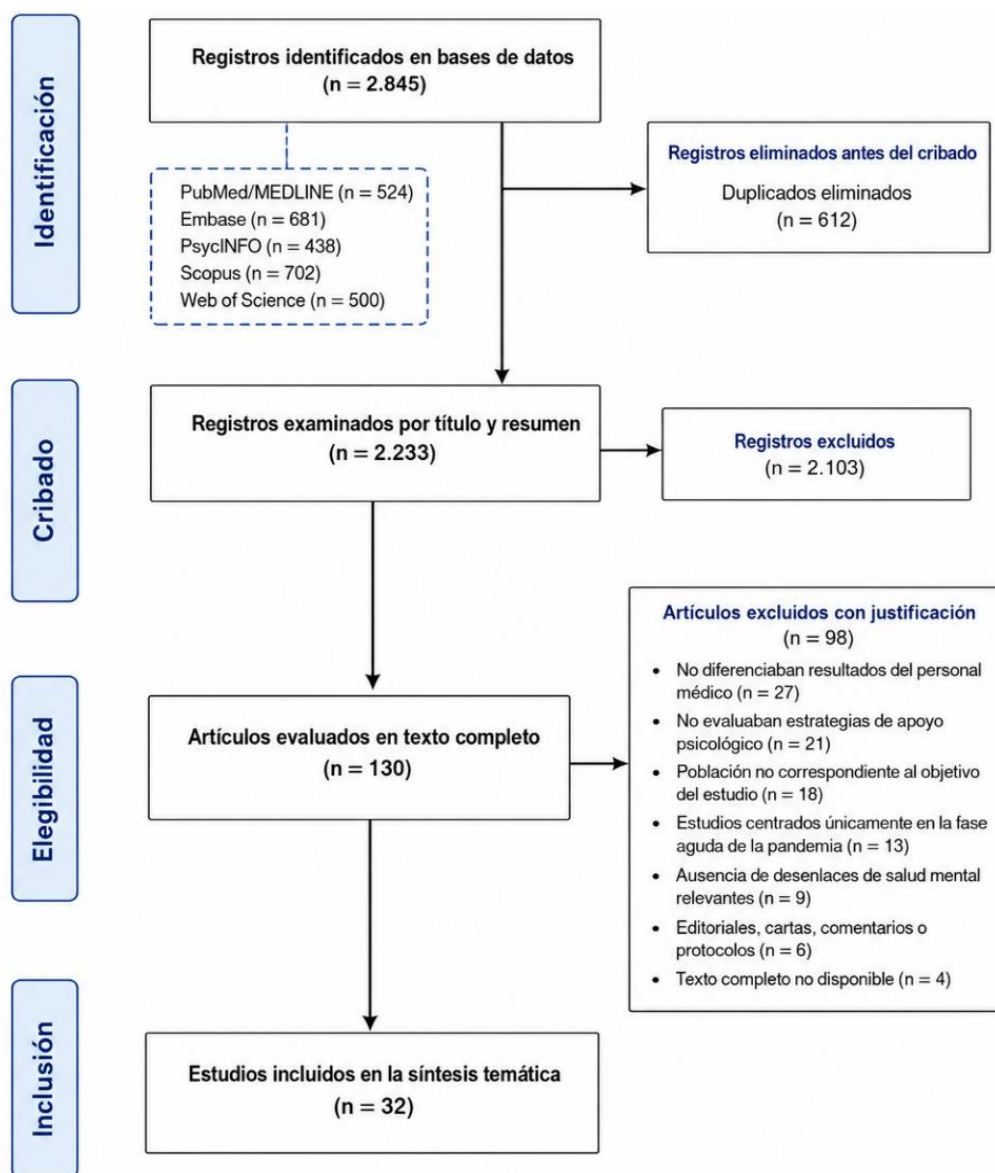 Identificación
Registros identificados en bases de datos
(n = 2.845)
PubMed/MEDLINE (n = 524)
Embase (n = 681)
PsycINFO (n = 438)
Scopus (n = 702)
Web of Science (n = 500)
Registros eliminados antes del cribado
Duplicados eliminados
(n = 612)
Cribado
Registros examinados por título y resumen
(n = 2.233)
Registros excluidos
(n = 2.103)
Elegibilidad
Artículos evaluados en texto completo
(n = 130)
Artículos excluidos con justificación
(n = 98)
• No diferenciaban resultados del personal
médico (n = 27)
• No evaluaban estrategias de apoyo
psicológico (n = 21)
• Población no correspondiente al objetivo
del estudio (n = 18)
• Estudios centrados únicamente en la fase
aguda de la pandemia (n = 13)
• Ausencia de desenlaces de salud mental
relevantes (n = 9)
• Editoriales, cartas, comentarios o
protocolos (n = 6)
• Texto completo no disponible (n = 4)
Inclusión
Estudios incluidos en la síntesis temática
(n = 32)